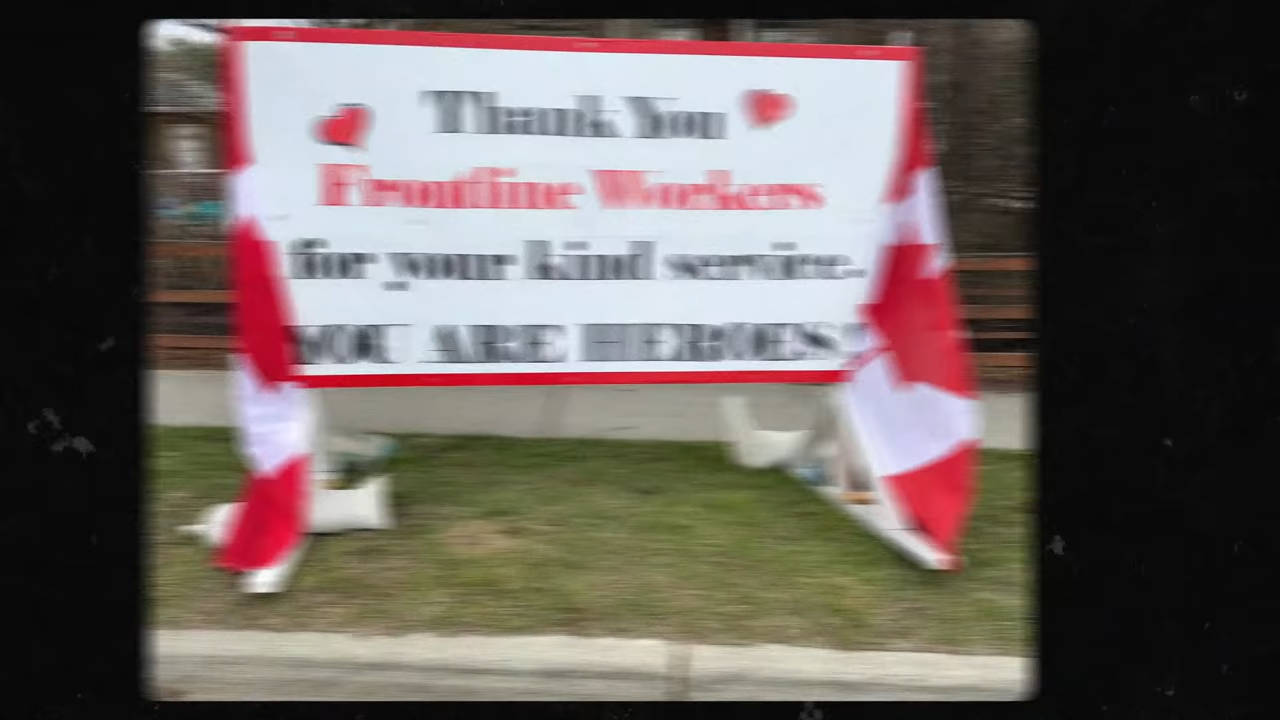 Thank You
Frontline Workers
for your kind service.
YOU ARE HEROES!